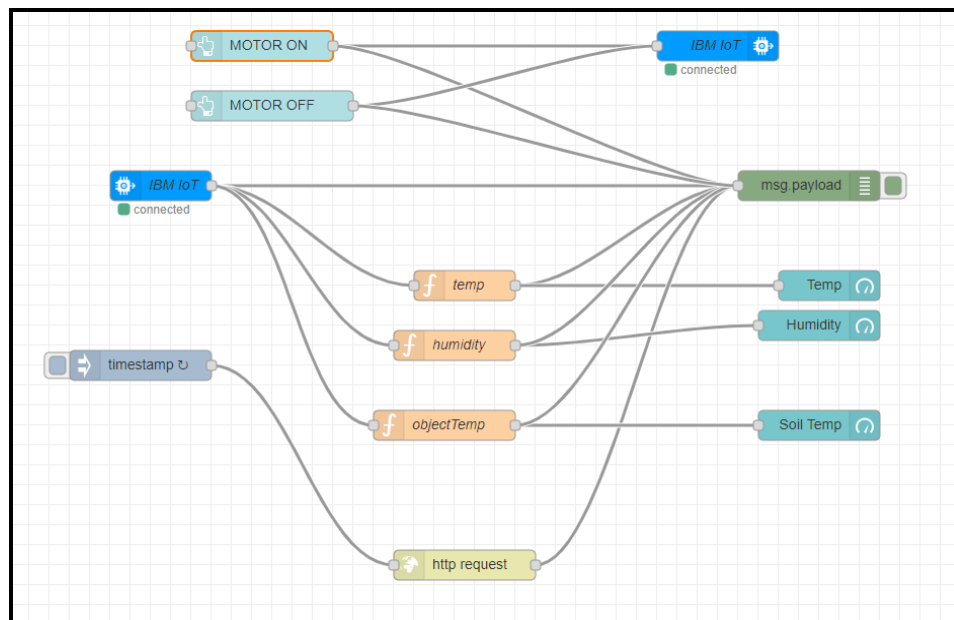 MOTOR ON
IBM IoT
connected
MOTOR OFF
IBM IoT
connected
msg.payload
temp
Temp
humidity
Humidity
timestamp ↻
objectTemp
Soil Temp
http request